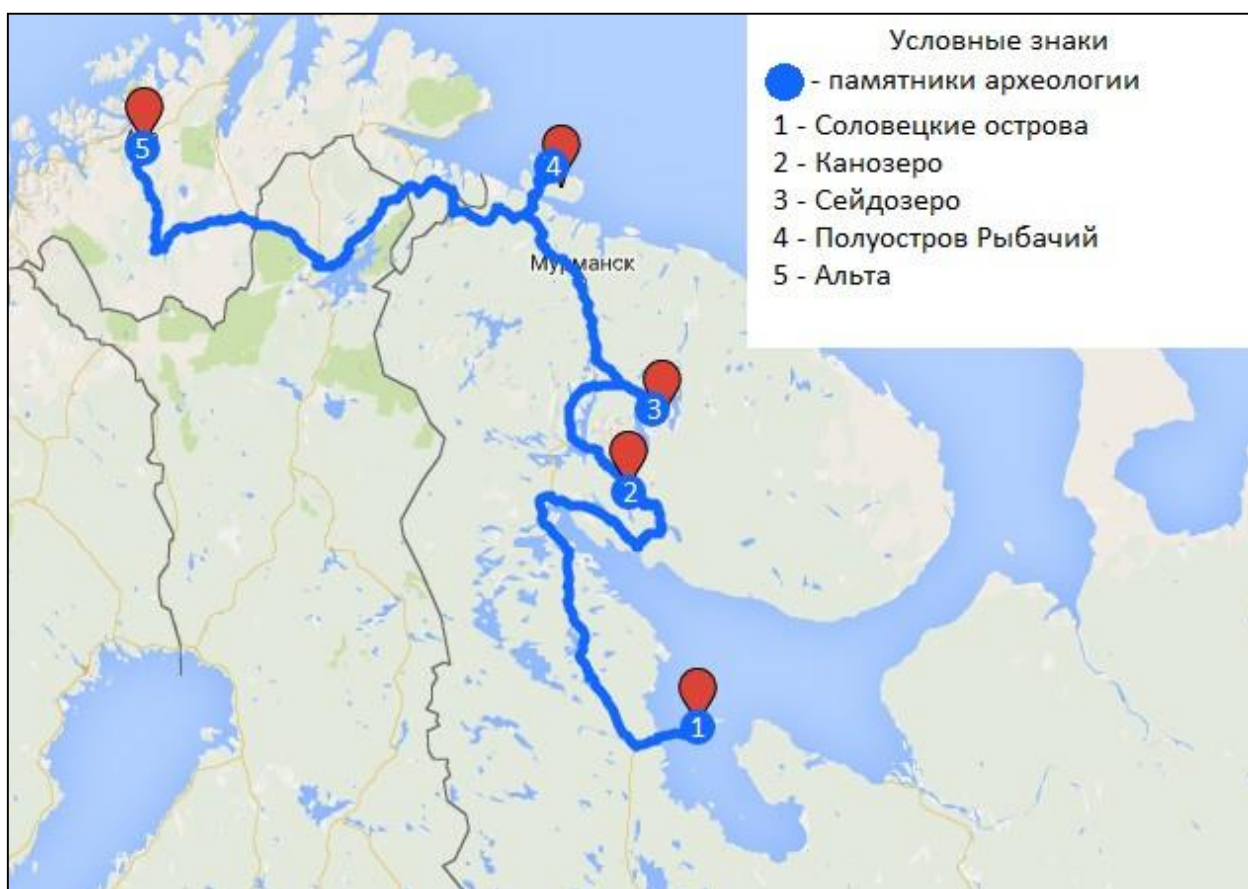 Условные знаки
- памятники археологии
1 - Соловецкие острова
2 - Канозеро
3 - Сейдозеро
4 - Полуостров Рыбачий
5 - Альта
5
4
Мурманск
3
2
1